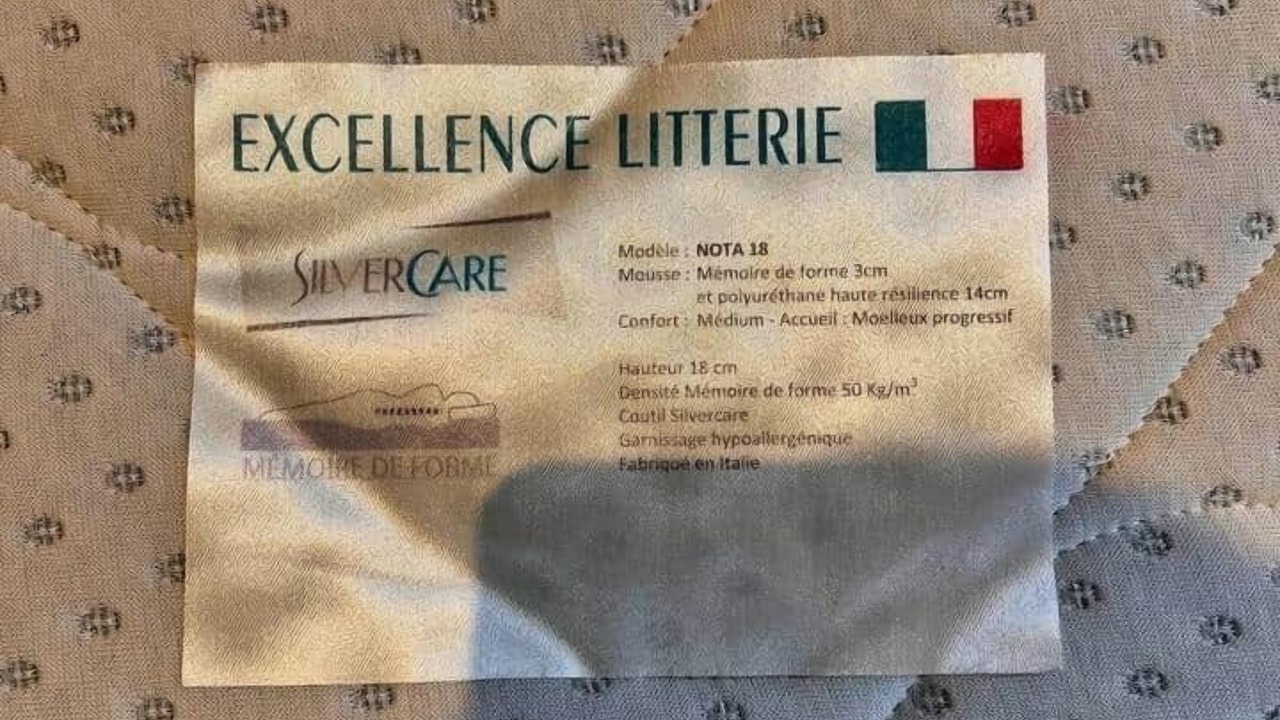 EXCELLENCE LITTERIE
SILVERCARE
Modèle : NOTA 18
Mousse : Mémoire de forme 3cm
et polyuréthane haute résilience 14cm
Confort : Médium - Accueil : Moelleux progressif
Hauteur 18 cm
Densité Mémoire de forme 50 Kg/m³
Coutil Silvercare
Garnissage hypoallergénique
Fabriqué en Italie
MÉMOIRE DE FORME